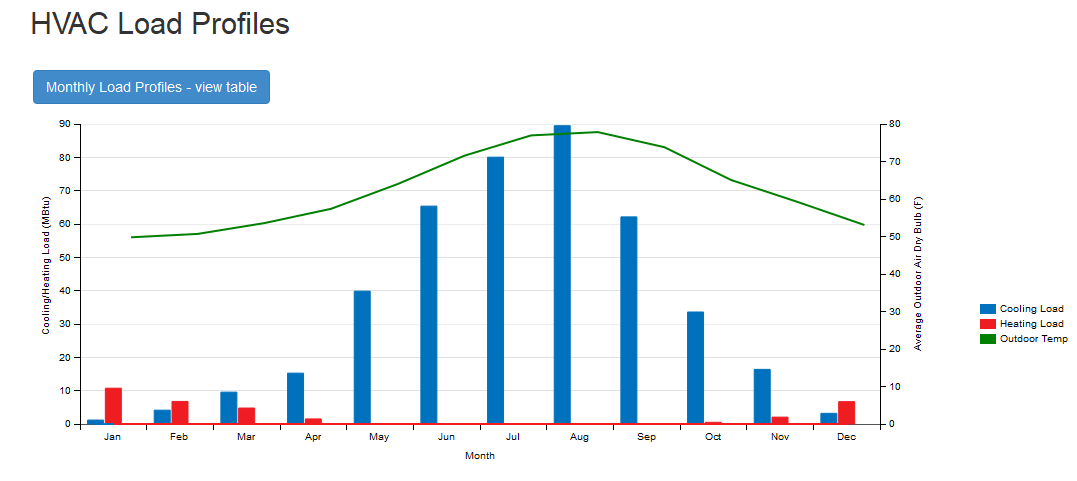 HVAC Load Profiles
Monthly Load Profiles - view table
90
80
70
60
50
40
30
20
10
0
Cooling/Heating Load (MBtu)
80
70
60
50
40
30
20
10
0
Average Outdoor Air Dry Bulb (F)
Cooling Load
Heating Load
Outdoor Temp
Jan Feb Mar Apr May Jun Jul Aug Sep Oct Nov Dec
Month